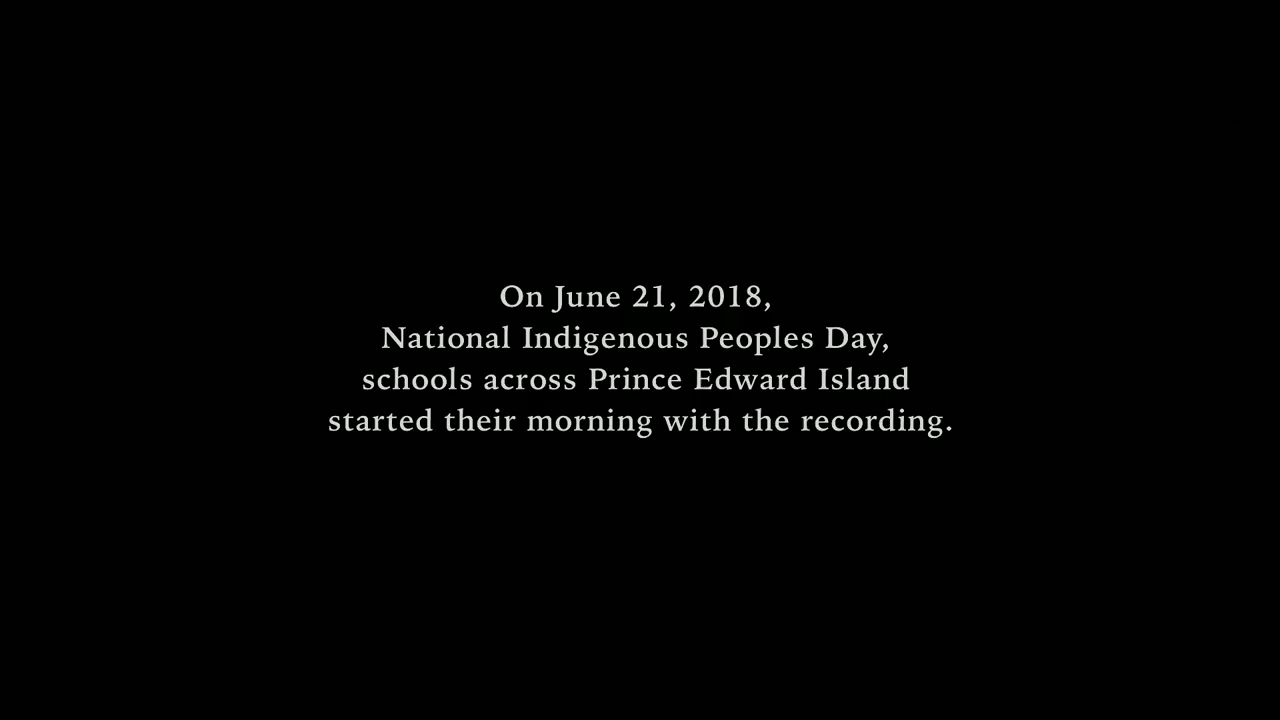 On June 21, 2018,
National Indigenous Peoples Day,
schools across Prince Edward Island
started their morning with the recording.